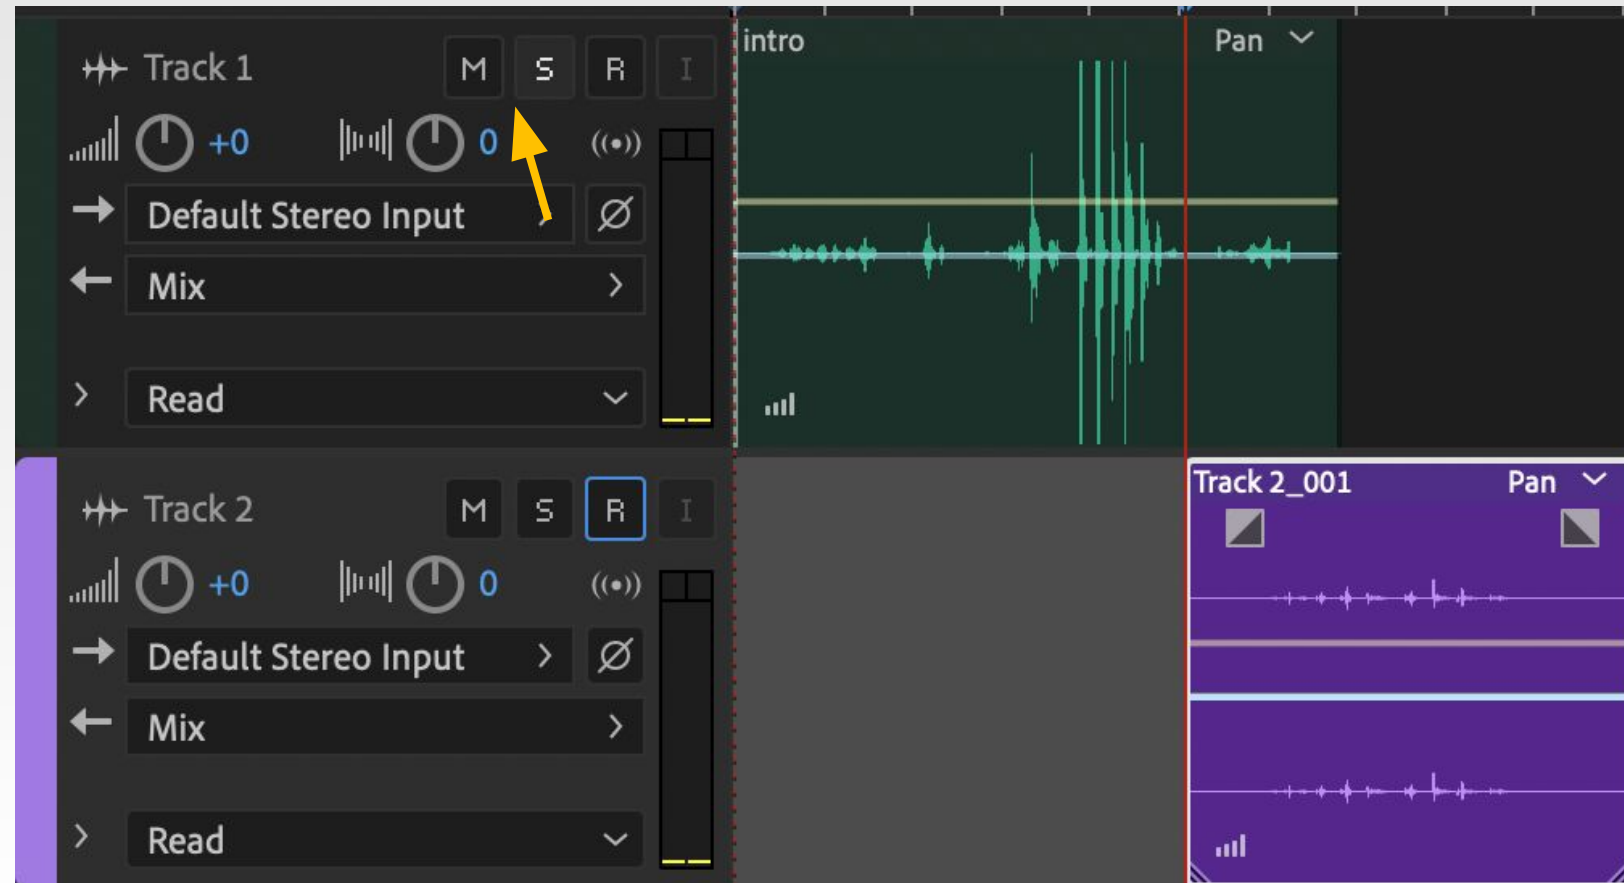 Track 1 M S R I
+0 0
Default Stereo Input
Mix
Read
intro Pan
Track 2 M S R I
+0 0
Default Stereo Input
Mix
Read
Track 2_001 Pan